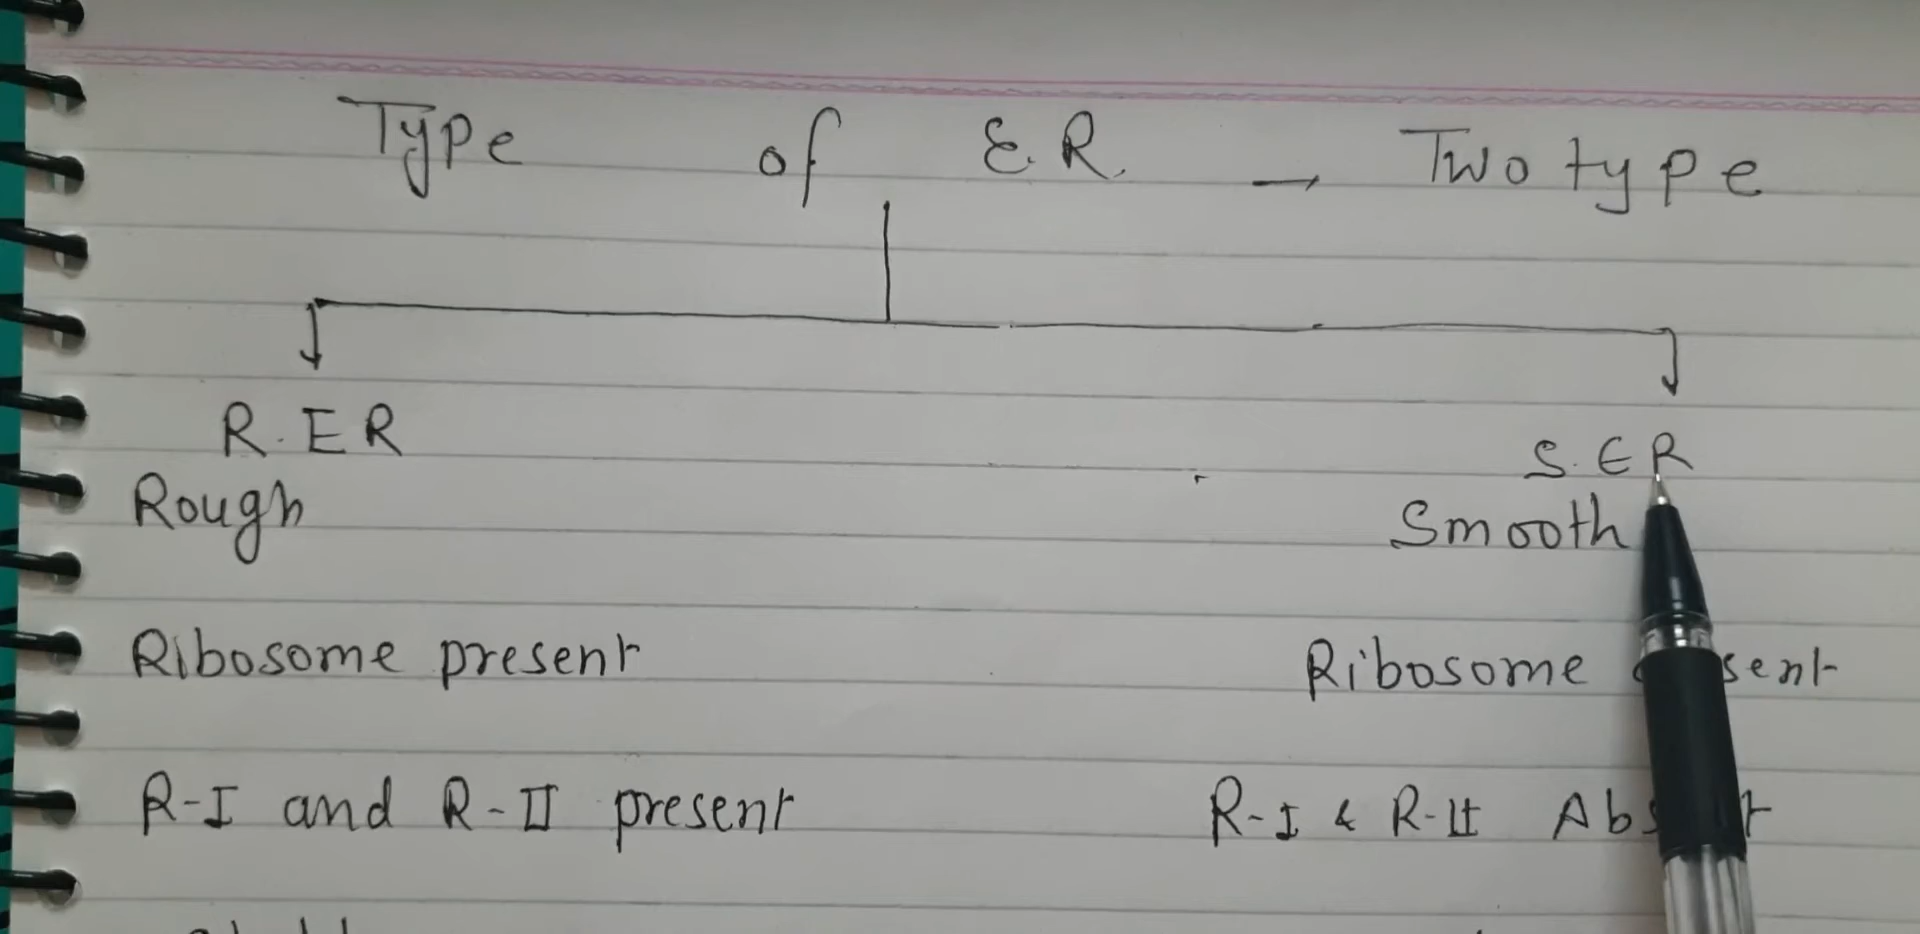 Type of E.R. - Two type
R.ER S.ER
Rough Smooth
Ribosome present Ribosome
R-I and R-II present R-I & R-II